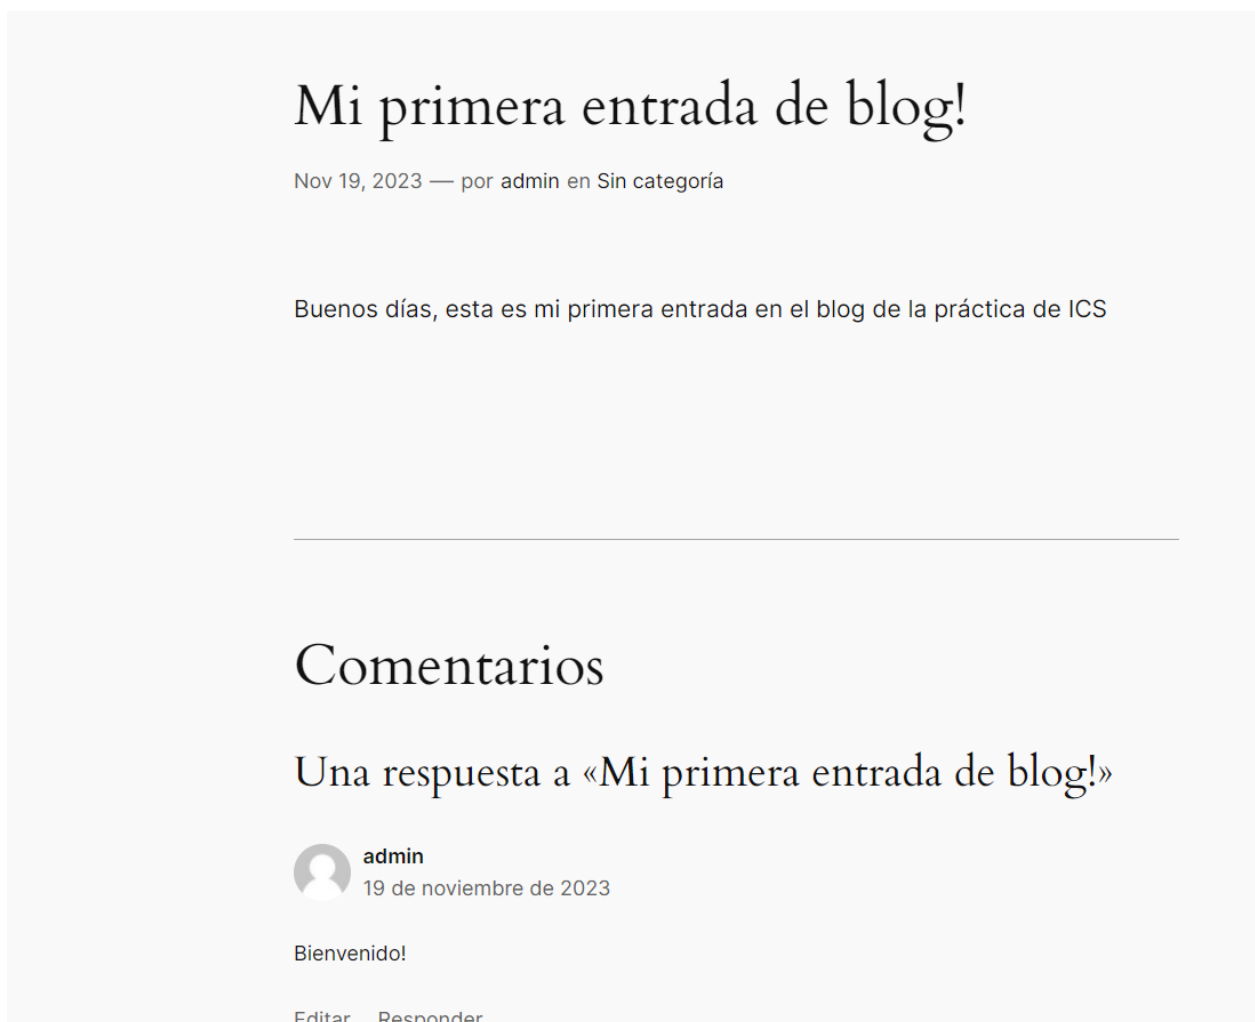 Mi primera entrada de blog!
Nov 19, 2023 — por admin en Sin categoría
Buenos días, esta es mi primera entrada en el blog de la práctica de ICS
Comentarios
Una respuesta a «Mi primera entrada de blog!»
admin
19 de noviembre de 2023
Bienvenido!
Editar Responder